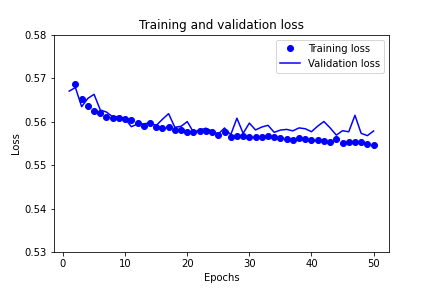 Training and validation loss
Training loss
Validation loss
0.58
0.57
0.56
0.55
0.54
0.53
Loss
0
10
20
30
40
50
Epochs